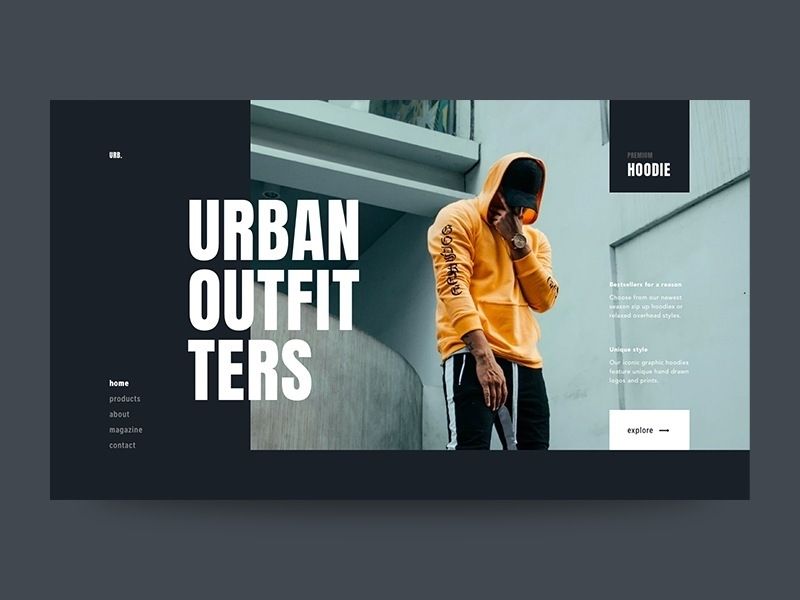 URB.
PREMIUM
HOODIE
URBAN
OUTFIT
TERS
Bestsellers for a reason
Choose from our newest
season zip up hoodies or
relaxed overhead styles.
Unique style
Our iconic graphic hoodies
feature unique hand drawn
logos and prints.
home
products
about
magazine
contact
explore ⟶